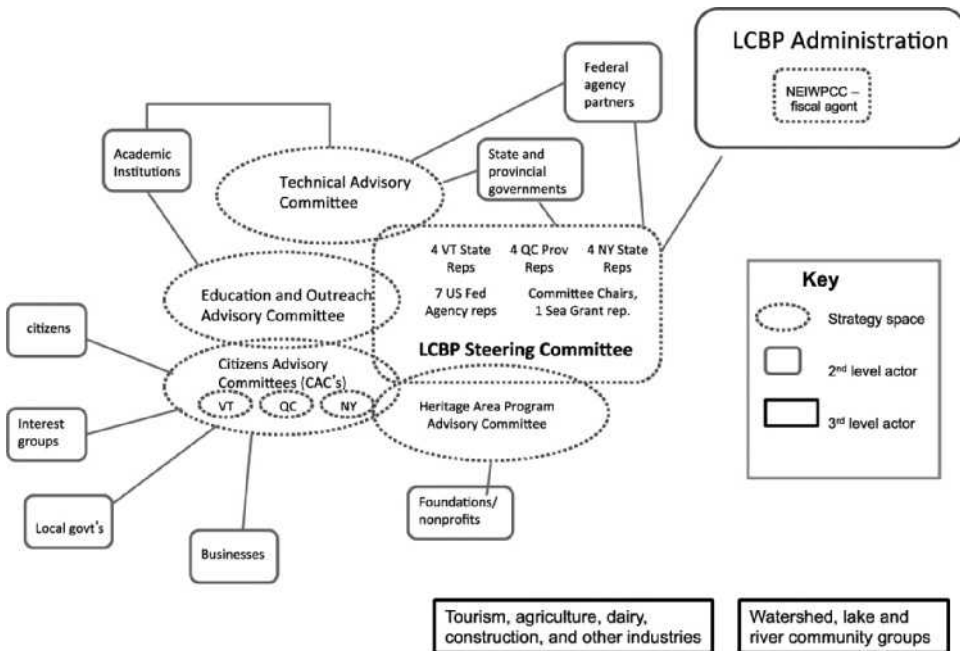 LCBP Administration
NEIWPCC –
fiscal agent
Federal
agency
partners
Academic
Institutions
State and
provincial
governments
Technical Advisory
Committee
4 VT State
Reps
4 QC Prov
Reps
4 NY State
Reps
7 US Fed
Agency reps
Committee Chairs,
1 Sea Grant rep.
LCBP Steering Committee
Education and Outreach
Advisory Committee
Citizens Advisory
Committees (CAC's)
VT
QC
NY
Heritage Area Program
Advisory Committee
citizens
Interest
groups
Local govt's
Businesses
Foundations/
nonprofits
Key
Strategy space
2nd level actor
3rd level actor
Tourism, agriculture, dairy,
construction, and other industries
Watershed, lake and
river community groups